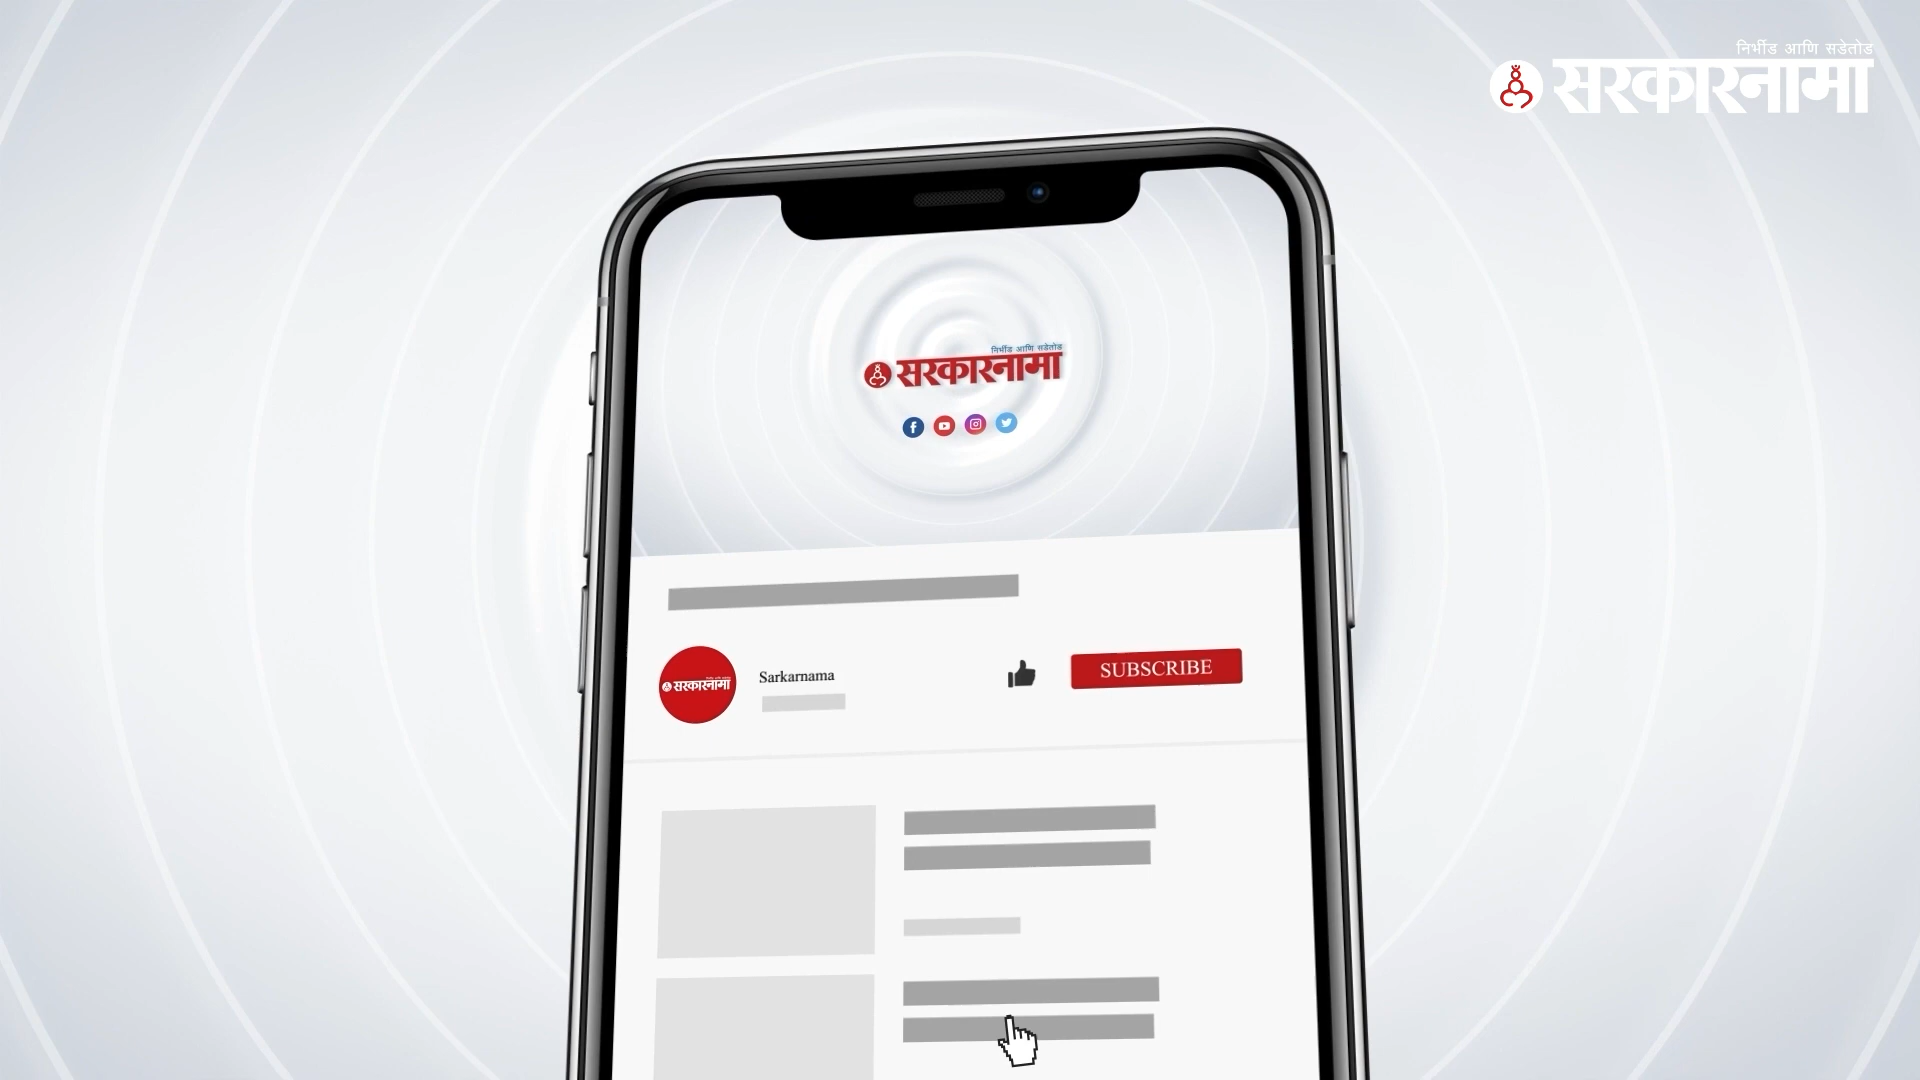 निर्भीड आणि सडेतोड
सरकारनामा
निर्भीड आणि सडेतोड
सरकारनामा
सरकारनामा
Sarkarnama
SUBSCRIBE